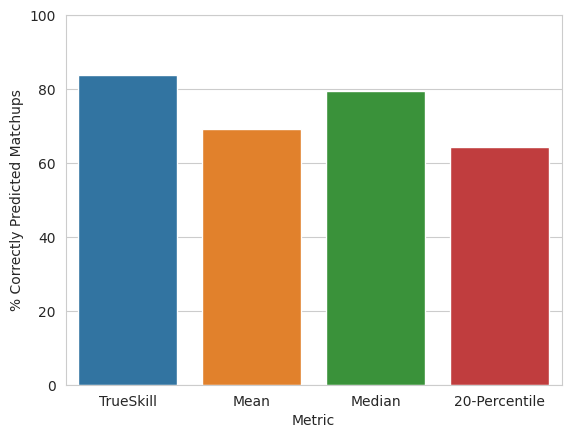 % Correctly Predicted Matchups
100
80
60
40
20
0
TrueSkill
Mean
Median
20-Percentile
Metric